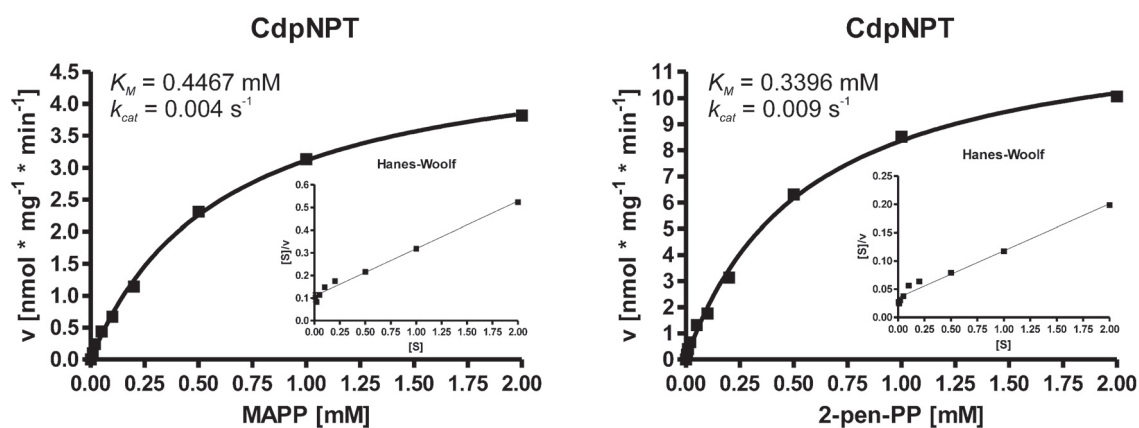 CdpNPT
K_M = 0.4467 mM
k_cat = 0.004 s⁻¹
v [nmol * mg⁻¹ * min⁻¹]
4.5
4.0
3.5
3.0
2.5
2.0
1.5
1.0
0.5
0.0
Hanes-Woolf
[S]/v
0.6
0.5
0.4
0.3
0.2
0.1
0.0
0.00 0.25 0.50 0.75 1.00 1.25 1.50 1.75 2.00
[S]
0.00 0.25 0.50 0.75 1.00 1.25 1.50 1.75 2.00
MAPP [mM]
CdpNPT
K_M = 0.3396 mM
k_cat = 0.009 s⁻¹
v [nmol * mg⁻¹ * min⁻¹]
11
10
9
8
7
6
5
4
3
2
1
0
Hanes-Woolf
[S]/v
0.25
0.20
0.15
0.10
0.05
0.00
0.00 0.25 0.50 0.75 1.00 1.25 1.50 1.75 2.00
[S]
0.00 0.25 0.50 0.75 1.00 1.25 1.50 1.75 2.00
2-pen-PP [mM]